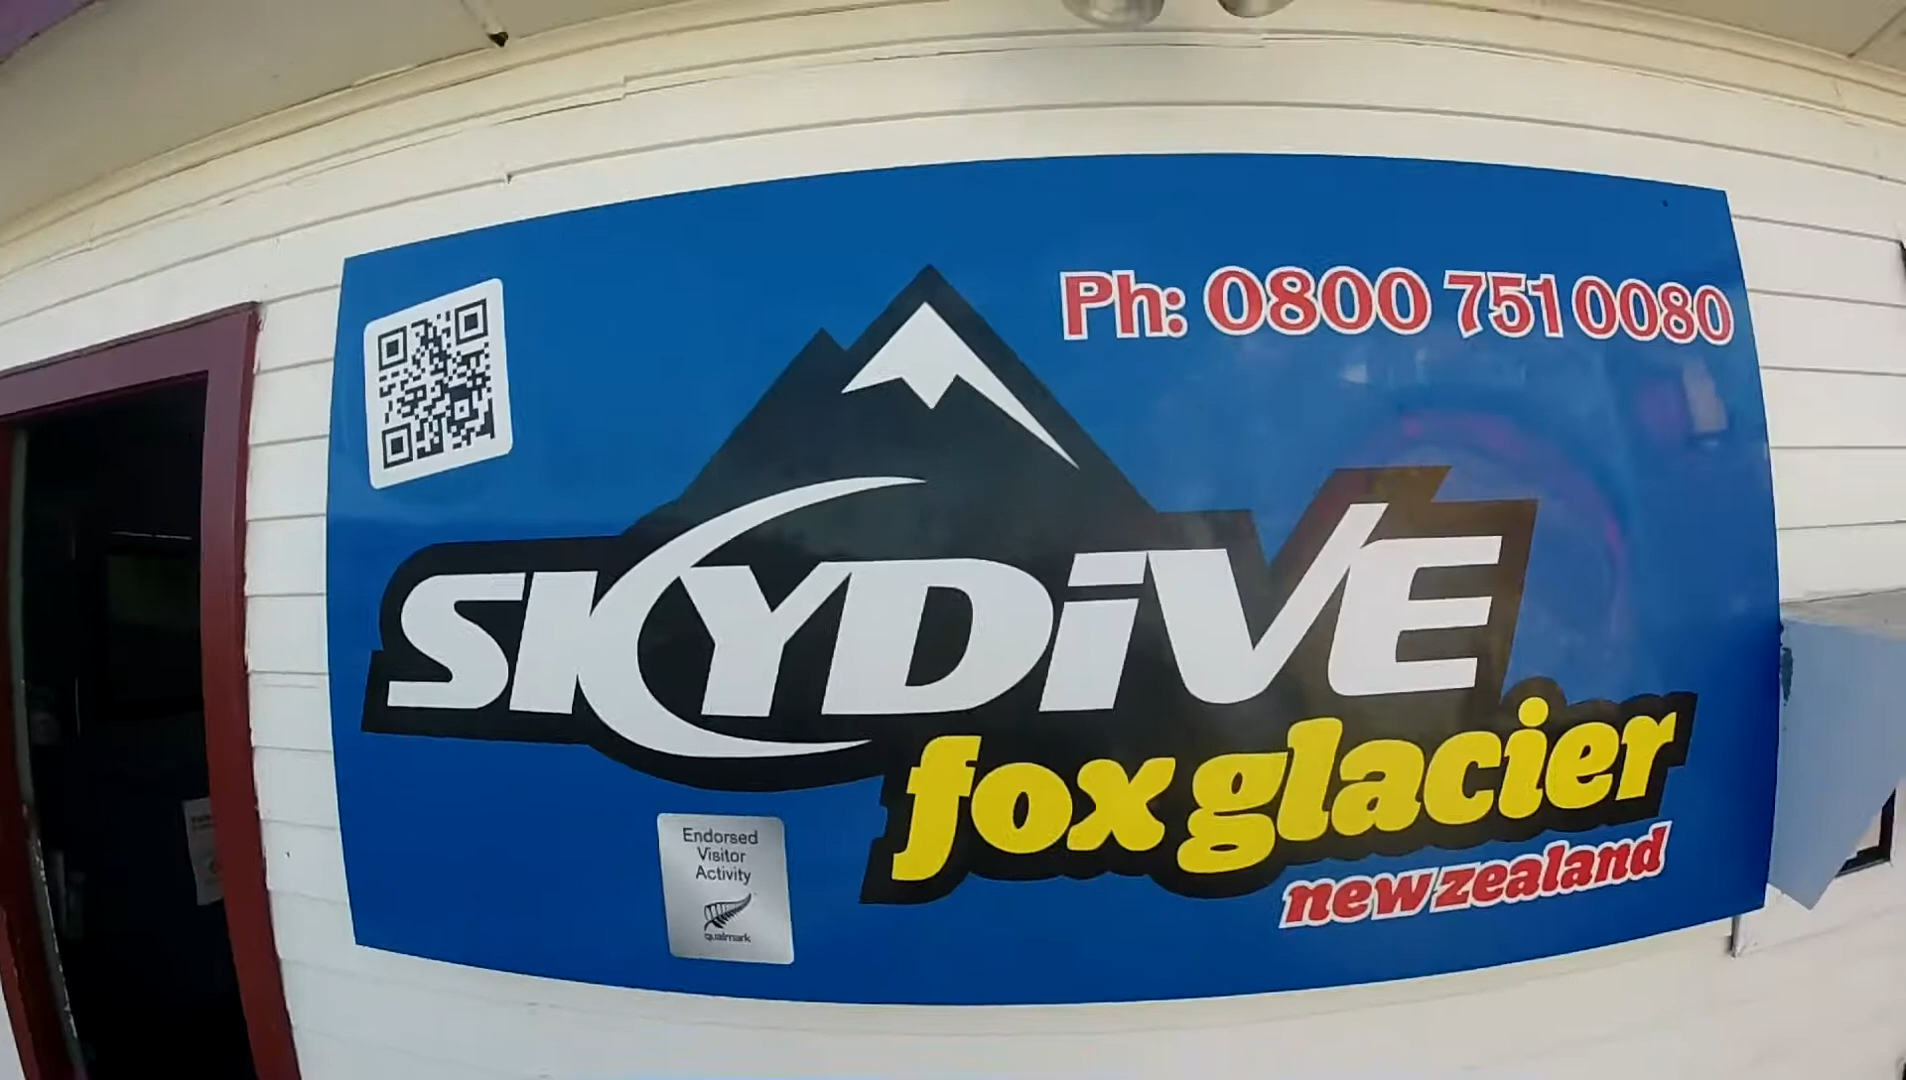 Ph: 0800 751 0080
SKYDiVE
fox glacier
new zealand
Endorsed
Visitor
Activity
qualmark